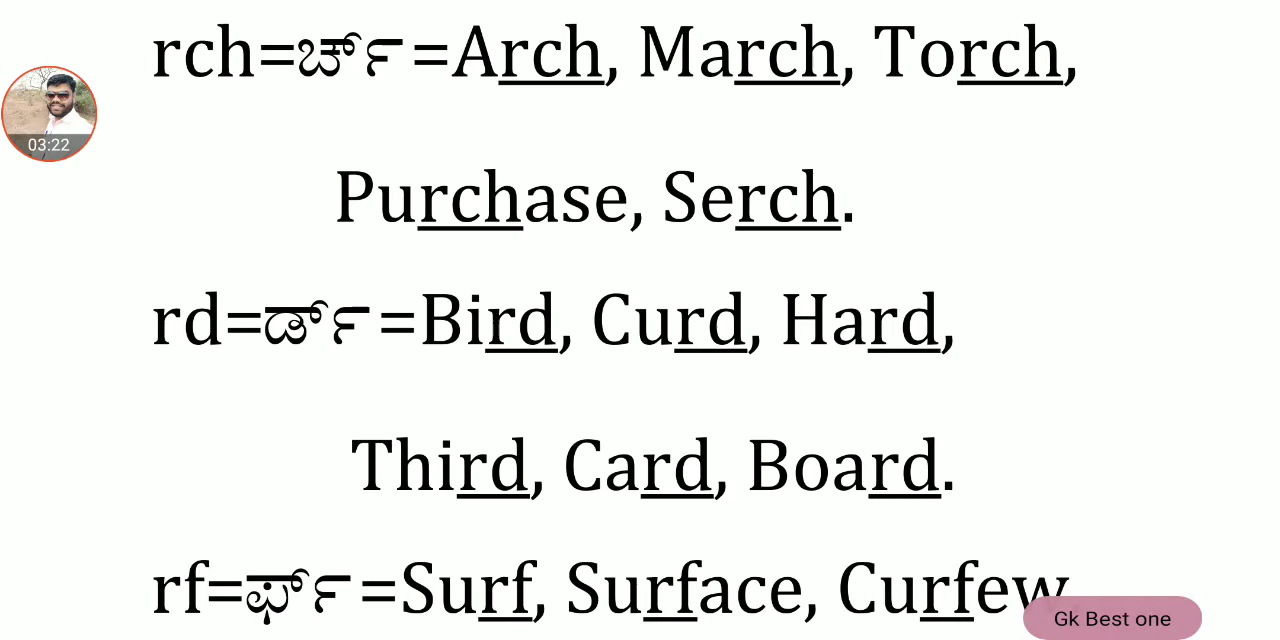 rch=ರ್ಚ್=Arch, March, Torch,
03:22
Purchase, Serch.
rd=ರ್ಡ್=Bird, Curd, Hard,
Third, Card, Board.
rf=ರ್ಫ್=Surf, Surface, Curfew
Gk Best one